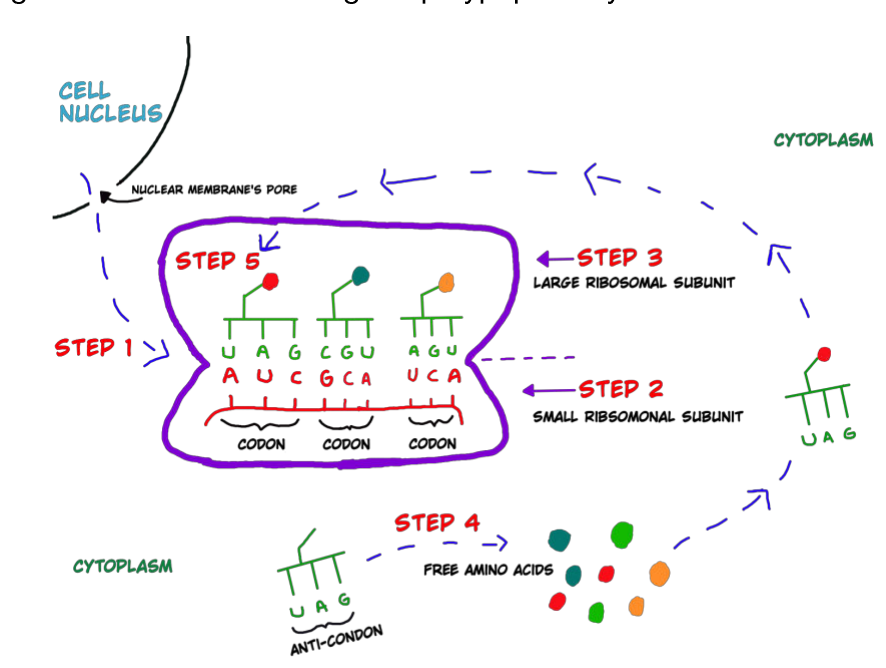 CELL
NUCLEUS
CYTOPLASM
NUCLEAR MEMBRANE'S PORE
STEP 5
STEP 3
LARGE RIBOSOMAL SUBUNIT
STEP 1
U A G C G U A G U
A U C G C A U C A
STEP 2
SMALL RIBSOMONAL SUBUNIT
CODON CODON CODON
U A G
STEP 4
CYTOPLASM
FREE AMINO ACIDS
U A G
ANTI-CONDON